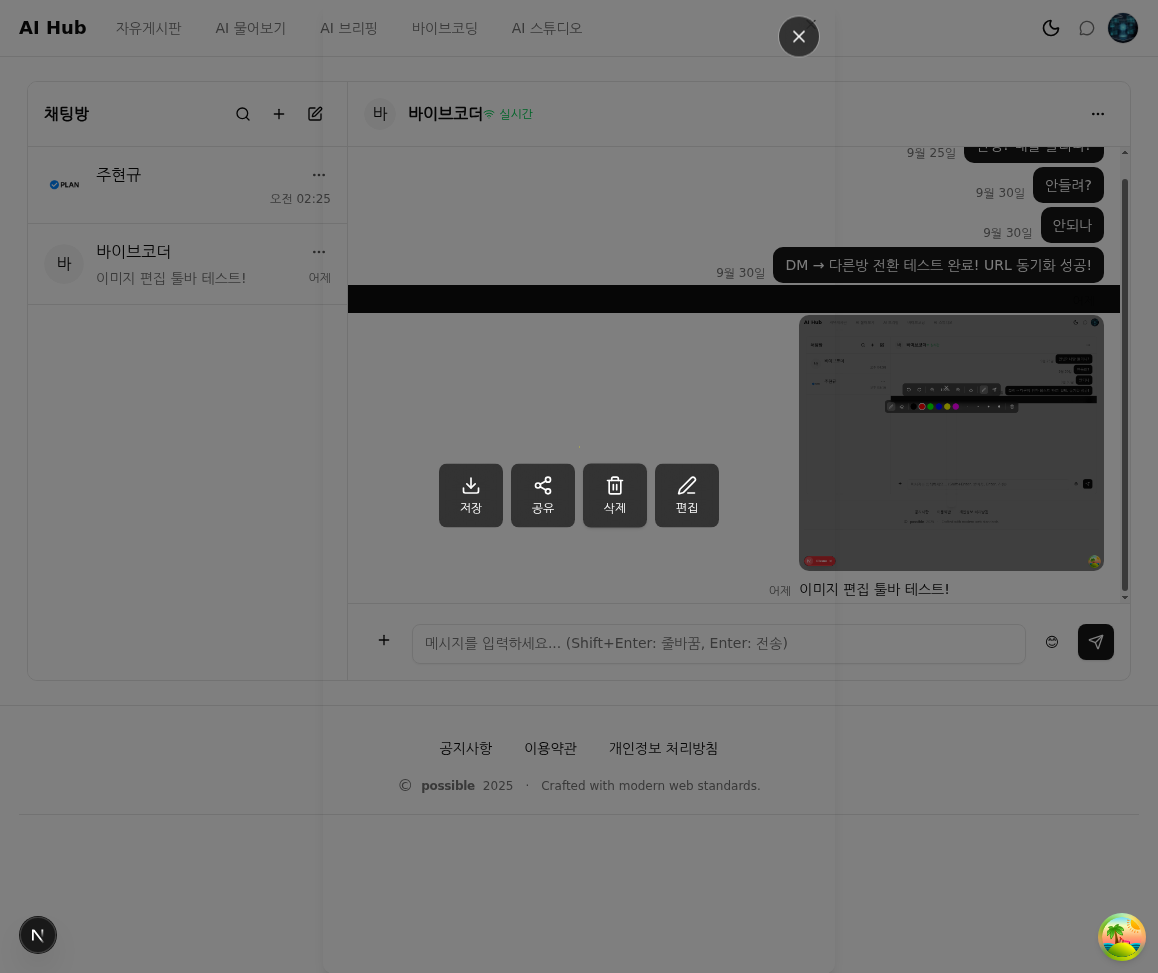 AI Hub 자유게시판 AI 물어보기 AI 브리핑 바이브코딩 AI 스튜디오
채팅방
바 바이브코더 실시간
PLAN 주현규
오전 02:25
바 바이브코더
이미지 편집 툴바 테스트! 어제
9월 25일
9월 30일 안들려?
9월 30일 안되나
9월 30일 DM → 다른방 전환 테스트 완료! URL 동기화 성공!
AI Hub
저장 공유 삭제 편집
어제 이미지 편집 툴바 테스트!
메시지를 입력하세요... (Shift+Enter: 줄바꿈, Enter: 전송)
공지사항 이용약관 개인정보 처리방침
© possible 2025 · Crafted with modern web standards.
N